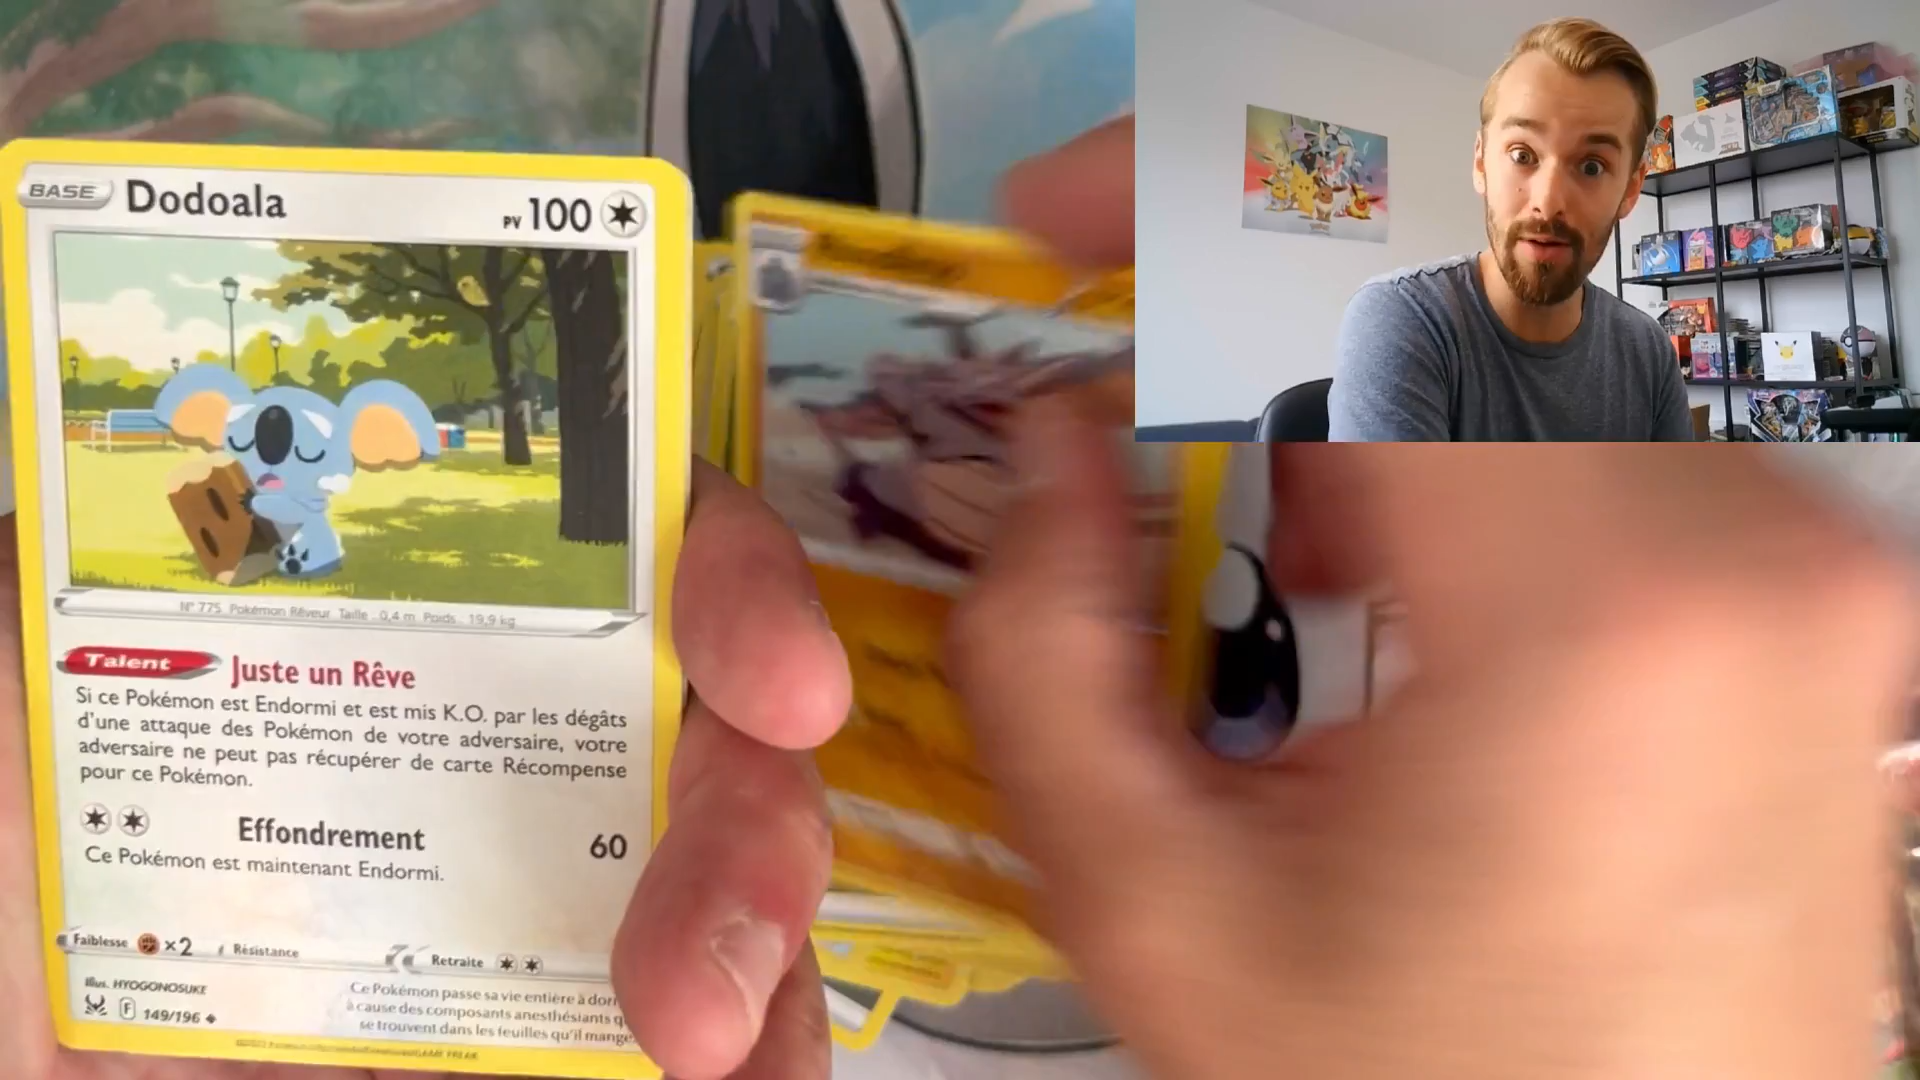 BASE
Dodoala
PV 100
N° 775 Pokémon Rêveur Taille : 0,4 m Poids : 19,9 kg
Talent
Juste un Rêve
Si ce Pokémon est Endormi et est mis K.O. par les dégâts
d'une attaque des Pokémon de votre adversaire, votre
adversaire ne peut pas récupérer de carte Récompense
pour ce Pokémon.
Effondrement 60
Ce Pokémon est maintenant Endormi.
Faiblesse ×2 Résistance Retraite
Illus. HYOGONOSUKE
F 149/196
Ce Pokémon passe sa vie entière à
à cause des composants anesthésiants
se trouvent dans les feuilles qu'il